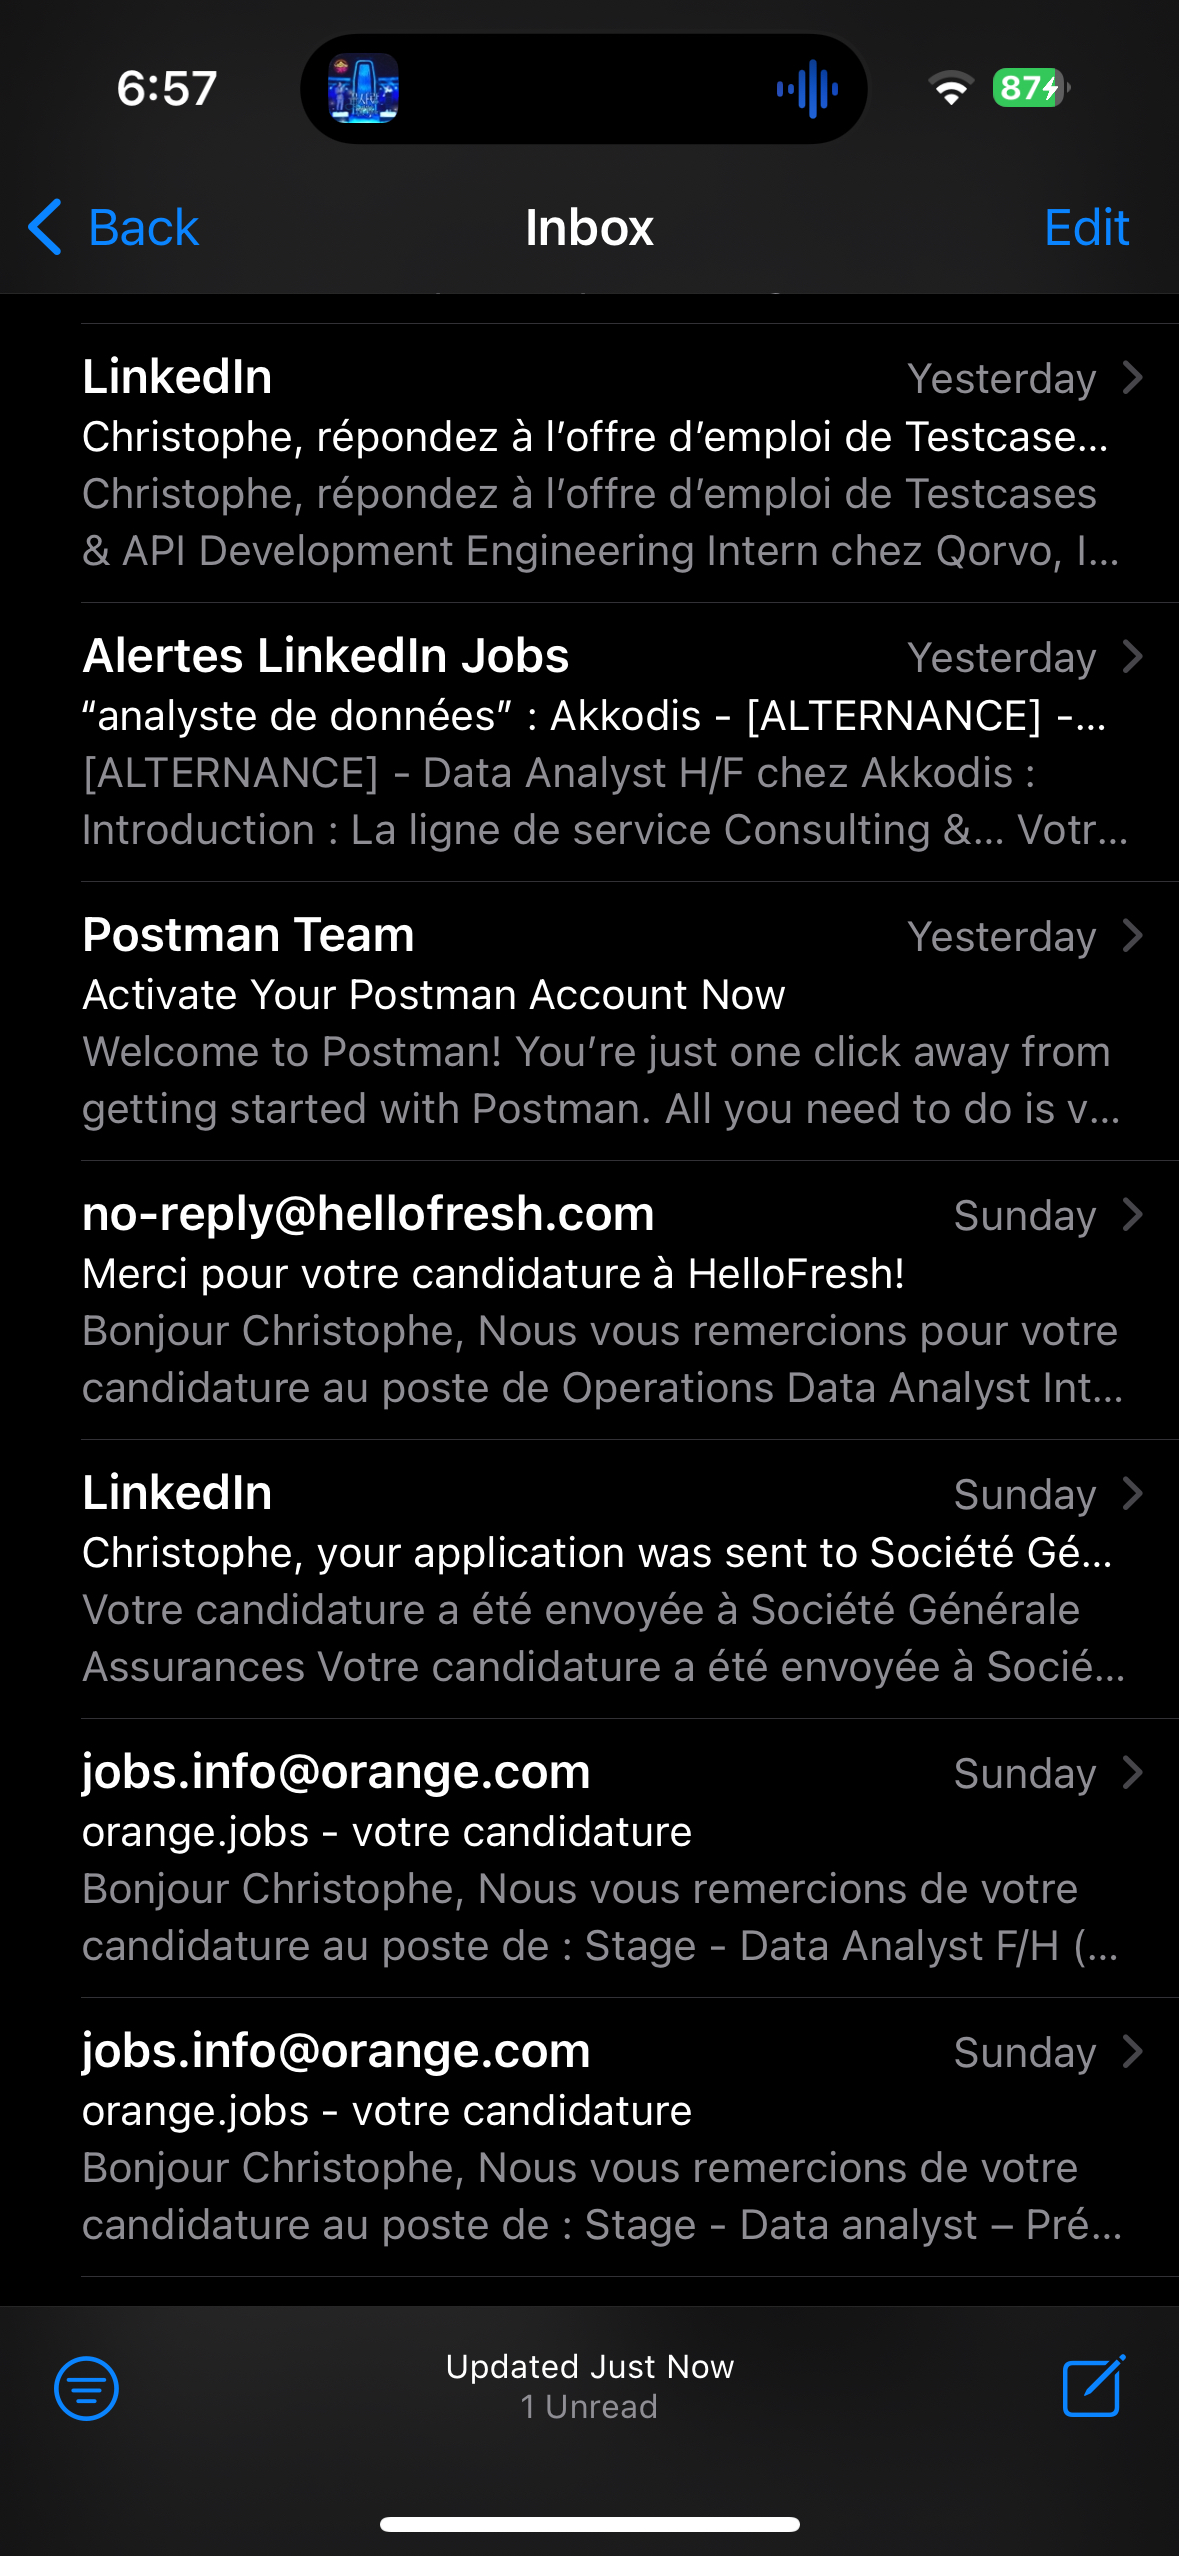 6:57
87
Back
Inbox
Edit
LinkedIn
Yesterday
Christophe, répondez à l’offre d’emploi de Testcase...
Christophe, répondez à l’offre d’emploi de Testcases
& API Development Engineering Intern chez Qorvo, I...
Alertes LinkedIn Jobs
Yesterday
“analyste de données” : Akkodis - [ALTERNANCE] -...
[ALTERNANCE] - Data Analyst H/F chez Akkodis :
Introduction : La ligne de service Consulting &... Votr...
Postman Team
Yesterday
Activate Your Postman Account Now
Welcome to Postman! You’re just one click away from
getting started with Postman. All you need to do is v...
no-reply@hellofresh.com
Sunday
Merci pour votre candidature à HelloFresh!
Bonjour Christophe, Nous vous remercions pour votre
candidature au poste de Operations Data Analyst Int...
LinkedIn
Sunday
Christophe, your application was sent to Société Gé...
Votre candidature a été envoyée à Société Générale
Assurances Votre candidature a été envoyée à Socié...
jobs.info@orange.com
Sunday
orange.jobs - votre candidature
Bonjour Christophe, Nous vous remercions de votre
candidature au poste de : Stage - Data Analyst F/H (...
jobs.info@orange.com
Sunday
orange.jobs - votre candidature
Bonjour Christophe, Nous vous remercions de votre
candidature au poste de : Stage - Data analyst – Pré...
Updated Just Now
1 Unread